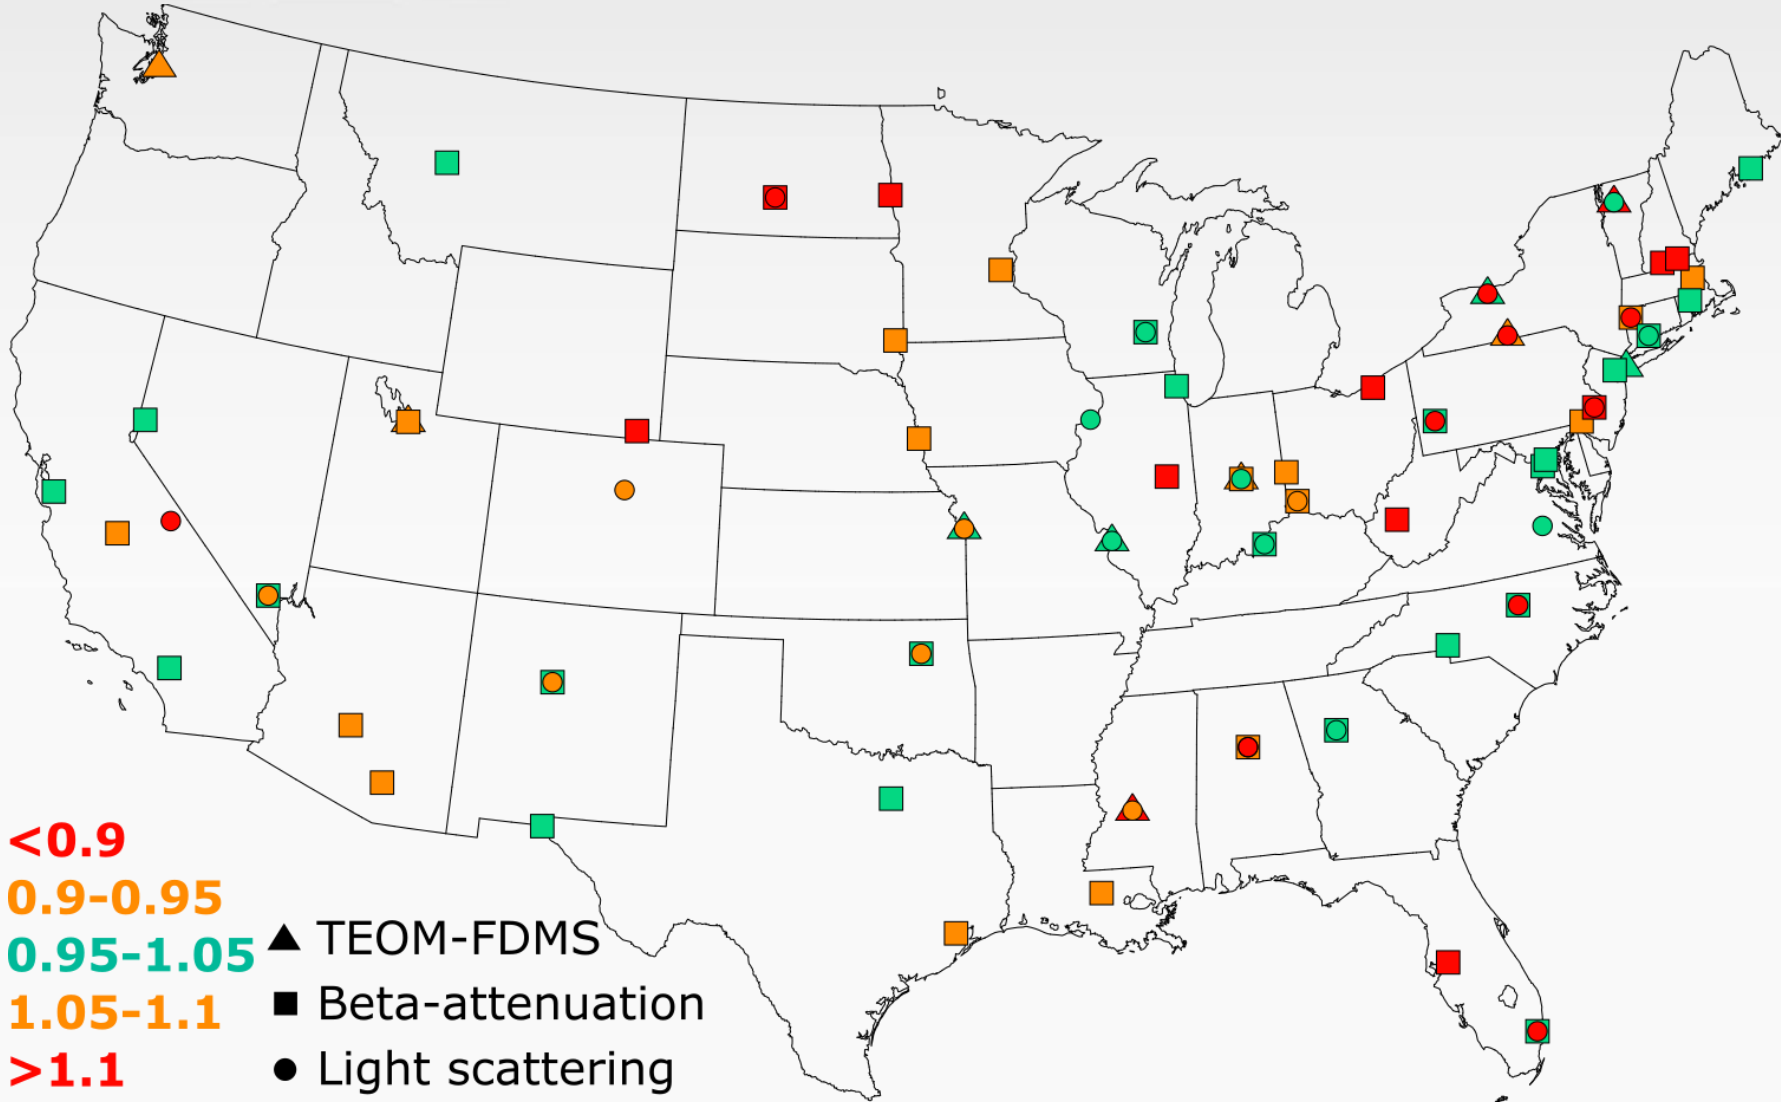 <0.9
0.9-0.95
0.95-1.05
1.05-1.1
>1.1
TEOM-FDMS
Beta-attenuation
Light scattering